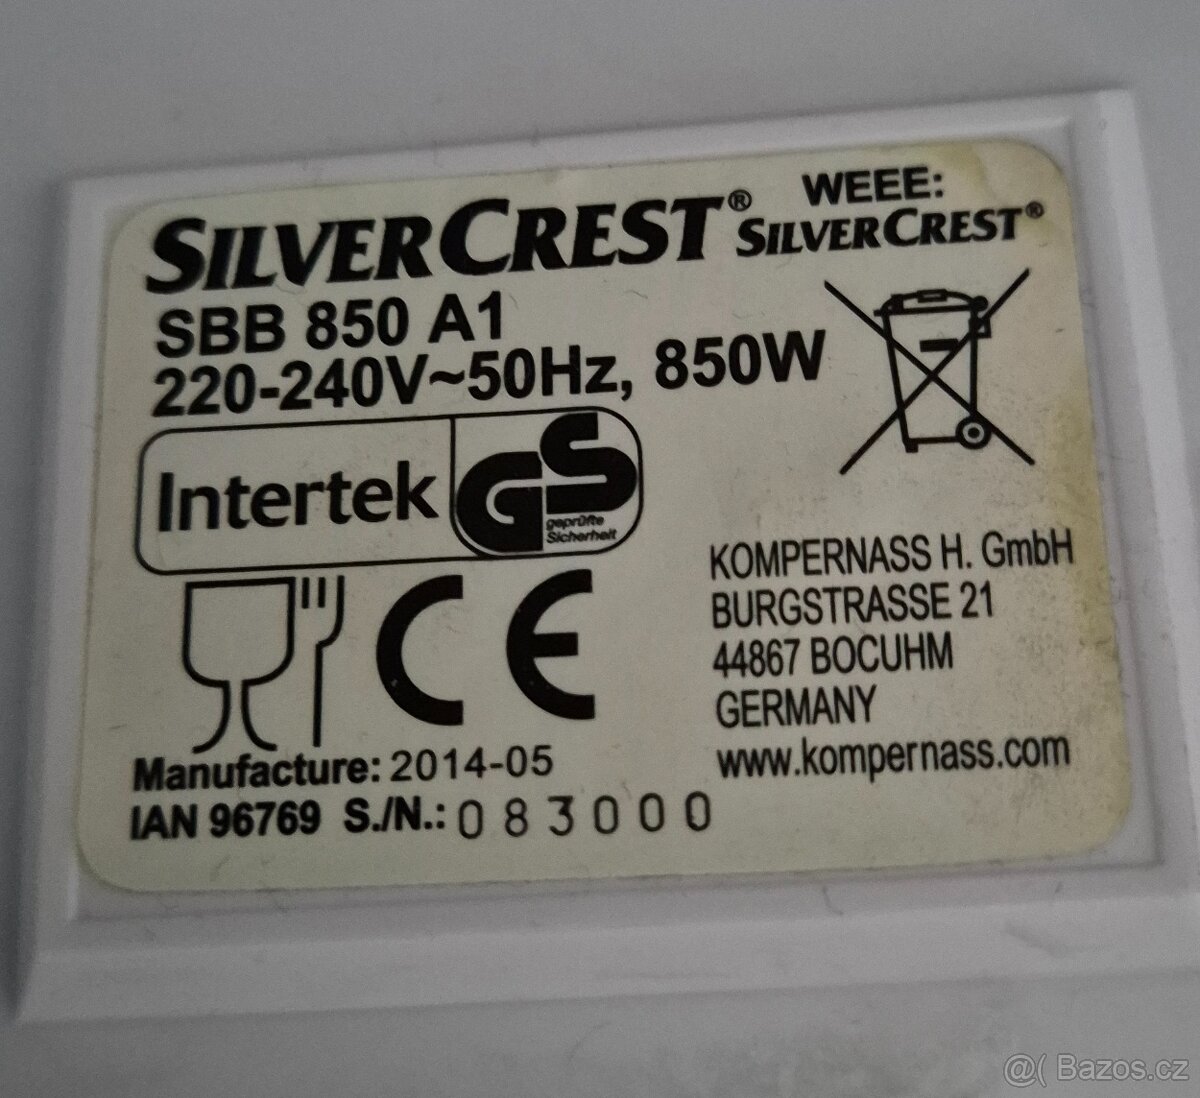 SILVERCREST®
WEEE:
SILVERCREST®
SBB 850 A1
220-240V~50Hz, 850W
Intertek
GS
geprüfte
Sicherheit
KOMPERNASS H. GmbH
BURGSTRASSE 21
44867 BOCUHM
GERMANY
www.kompernass.com
CE
Manufacture: 2014-05
IAN 96769 S./N.: 083000
@( Bazos.cz